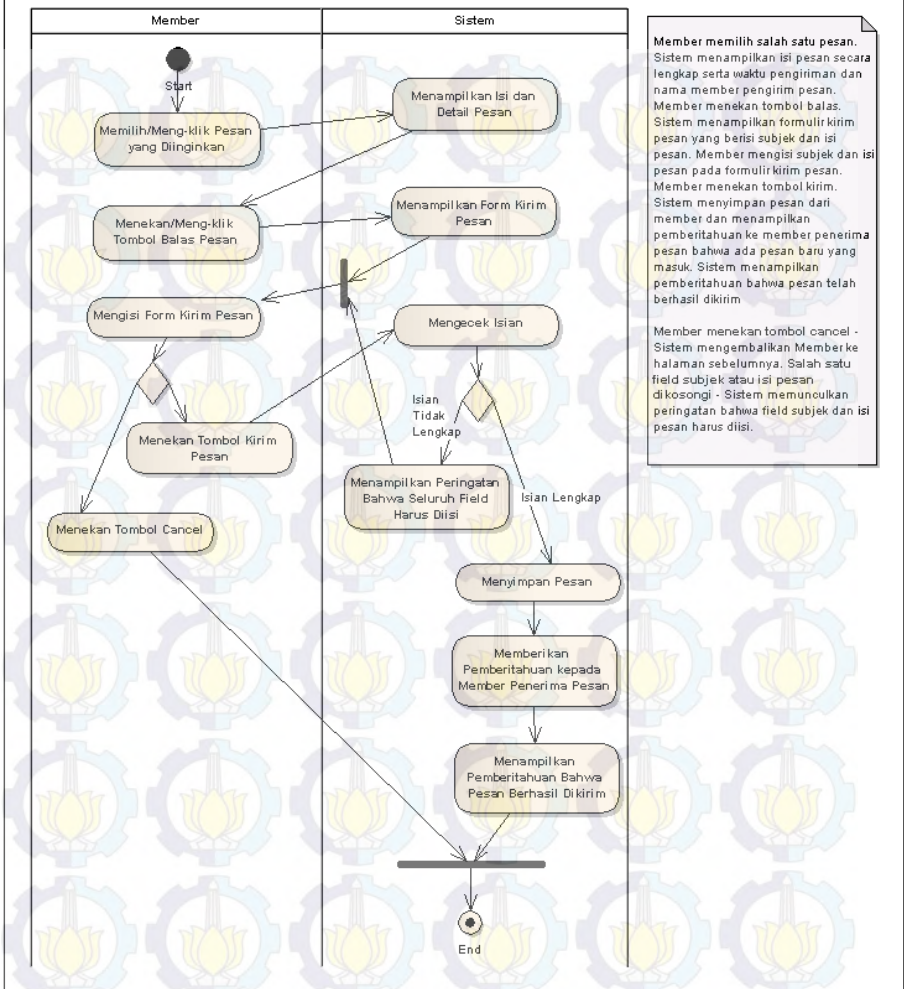 Member
Sistem
Start
Memilih/Meng-klik Pesan
yang Diinginkan
Menampilkan Isi dan
Detail Pesan
Menekan/Meng-klik
Tombol Balas Pesan
Menampilkan Form Kirim
Pesan
Mengisi Form Kirim Pesan
Mengecek Isian
Isian
Tidak
Lengkap
Menekan Tombol Kirim
Pesan
Menampilkan Peringatan
Bahwa Seluruh Field
Harus Diisi
Isian Lengkap
Menekan Tombol Cancel
Menyimpan Pesan
Memberikan
Pemberitahuan kepada
Member Penerima Pesan
Menampilkan
Pemberitahuan Bahwa
Pesan Berhasil Dikirim
End
Member memilih salah satu pesan.
Sistem menampilkan isi pesan secara
lengkap serta waktu pengiriman dan
nama member pengirim pesan.
Member menekan tombol balas.
Sistem menampilkan formulir kirim
pesan yang berisi subjek dan isi
pesan. Member mengisi subjek dan isi
pesan pada formulir kirim pesan.
Member menekan tombol kirim.
Sistem menyimpan pesan dari
member dan menampilkan
pemberitahuan ke member penerima
pesan bahwa ada pesan baru yang
masuk. Sistem menampilkan
pemberitahuan bahwa pesan telah
berhasil dikirim
Member menekan tombol cancel -
Sistem mengembalikan Member ke
halaman sebelumnya. Salah satu
field subjek atau isi pesan
dikosongi - Sistem memunculkan
peringatan bahwa field subjek dan isi
pesan harus diisi.